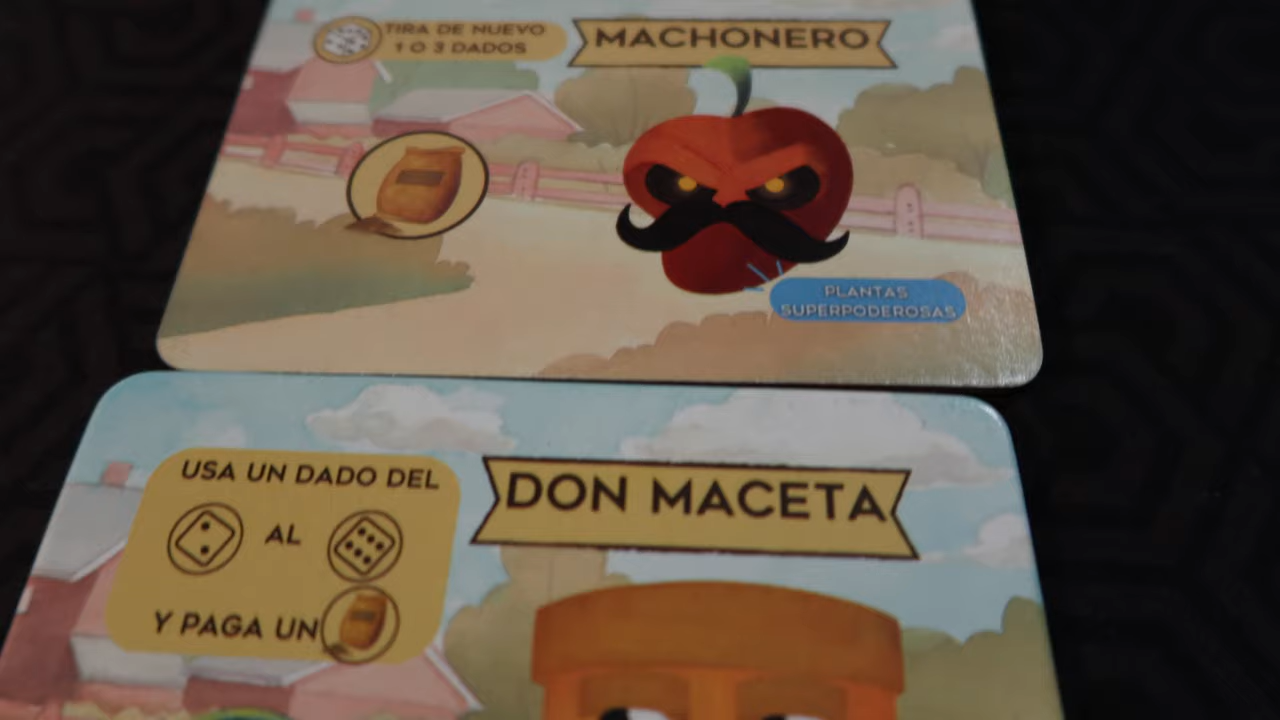 TIRA DE NUEVO
1 O 3 DADOS
MACHONERO
PLANTAS
SUPERPODEROSAS
USA UN DADO DEL
AL
Y PAGA UN
DON MACETA